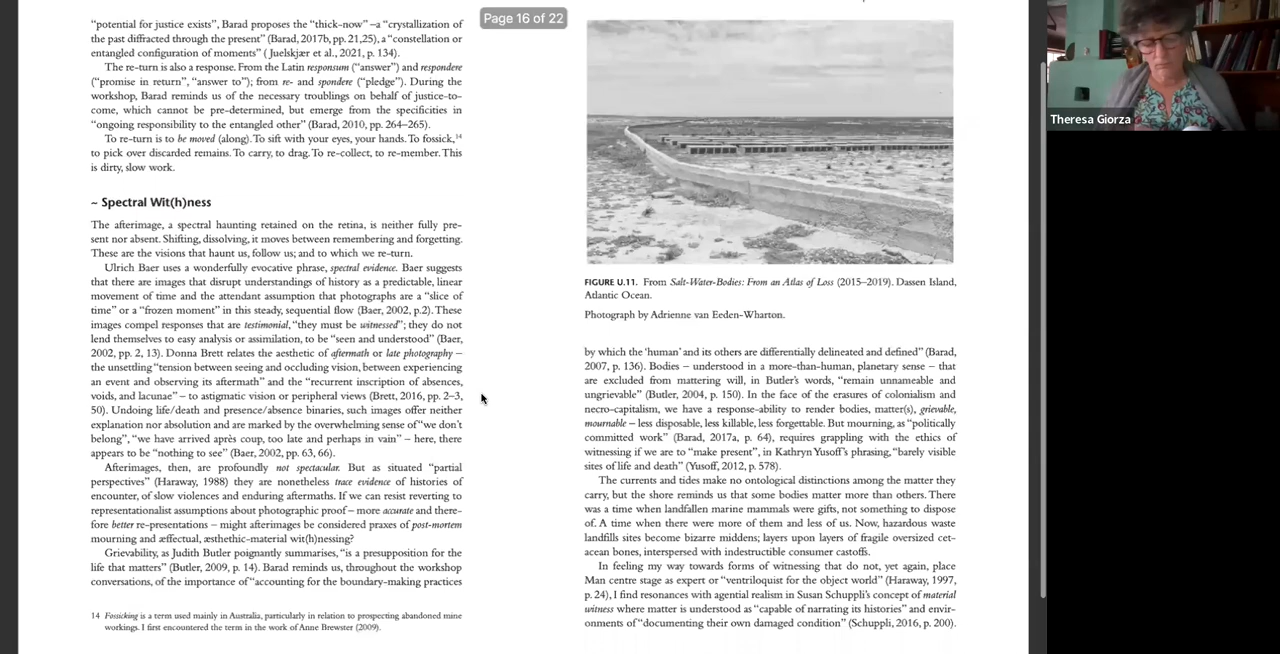 Page 16 of 22
"potential for justice exists", Barad proposes the "thick-now" –a "crystallization of
the past diffracted through the present" (Barad, 2017b, pp. 21,25), a "constellation or
entangled configuration of moments" ( Juelskjær et al., 2021, p. 134).
The re-turn is also a response. From the Latin responsum ("answer") and respondere
("promise in return", "answer to"); from re- and spondere ("pledge"). During the
workshop, Barad reminds us of the necessary troublings on behalf of justice-to-
come, which cannot be pre-determined, but emerge from the specificities in
"ongoing responsibility to the entangled other" (Barad, 2010, pp. 264–265).
To re-turn is to be moved (along). To sift with your eyes, your hands. To fossick,14
to pick over discarded remains. To carry, to drag. To re-collect, to re-member. This
is dirty, slow work.
~ Spectral Wit(h)ness
The afterimage, a spectral haunting retained on the retina, is neither fully pre-
sent nor absent. Shifting, dissolving, it moves between remembering and forgetting.
These are the visions that haunt us, follow us; and to which we re-turn.
Ulrich Baer uses a wonderfully evocative phrase, spectral evidence. Baer suggests
that there are images that disrupt understandings of history as a predictable, linear
movement of time and the attendant assumption that photographs are a "slice of
time" or a "frozen moment" in this steady, sequential flow (Baer, 2002, p.2). These
images compel responses that are testimonial, "they must be witnessed"; they do not
lend themselves to easy analysis or assimilation, to be "seen and understood" (Baer,
2002, pp. 2, 13). Donna Brett relates the aesthetic of aftermath or late photography –
the unsettling "tension between seeing and occluding vision, between experiencing
an event and observing its aftermath" and the "recurrent inscription of absences,
voids, and lacunae" – to astigmatic vision or peripheral views (Brett, 2016, pp. 2–3,
50). Undoing life/death and presence/absence binaries, such images offer neither
explanation nor absolution and are marked by the overwhelming sense of "we don't
belong", "we have arrived après coup, too late and perhaps in vain" – here, there
appears to be "nothing to see" (Baer, 2002, pp. 63, 66).
Afterimages, then, are profoundly not spectacular. But as situated "partial
perspectives" (Haraway, 1988) they are nonetheless trace evidence of histories of
encounter, of slow violences and enduring aftermaths. If we can resist reverting to
representationalist assumptions about photographic proof – more accurate and there-
fore better re-presentations – might afterimages be considered praxes of post-mortem
mourning and æffectual, æsthethic-material wit(h)nessing?
Grievability, as Judith Butler poignantly summarises, "is a presupposition for the
life that matters" (Butler, 2009, p. 14). Barad reminds us, throughout the workshop
conversations, of the importance of "accounting for the boundary-making practices
14 Fossicking is a term used mainly in Australia, particularly in relation to prospecting abandoned mine
workings. I first encountered the term in the work of Anne Brewster (2009).
FIGURE U.11. From Salt-Water-Bodies: From an Atlas of Loss (2015–2019). Dassen Island,
Atlantic Ocean.
Photograph by Adrienne van Eeden-Wharton.
by which the 'human' and its others are differentially delineated and defined" (Barad,
2007, p. 136). Bodies – understood in a more-than-human, planetary sense – that
are excluded from mattering will, in Butler's words, "remain unnameable and
ungrievable" (Butler, 2004, p. 150). In the face of the erasures of colonialism and
necro-capitalism, we have a response-ability to render bodies, matter(s), grievable,
mournable – less disposable, less killable, less forgettable. But mourning, as "politically
committed work" (Barad, 2017a, p. 64), requires grappling with the ethics of
witnessing if we are to "make present", in Kathryn Yusoff's phrasing, "barely visible
sites of life and death" (Yusoff, 2012, p. 578).
The currents and tides make no ontological distinctions among the matter they
carry, but the shore reminds us that some bodies matter more than others. There
was a time when landfallen marine mammals were gifts, not something to dispose
of. A time when there were more of them and less of us. Now, hazardous waste
landfills sites become bizarre middens; layers upon layers of fragile oversized cet-
acean bones, interspersed with indestructible consumer castoffs.
In feeling my way towards forms of witnessing that do not, yet again, place
Man centre stage as expert or "ventriloquist for the object world" (Haraway, 1997,
p. 24), I find resonances with agential realism in Susan Schuppli's concept of material
witness where matter is understood as "capable of narrating its histories" and envir-
onments of "documenting their own damaged condition" (Schuppli, 2016, p. 200).
Theresa Giorza